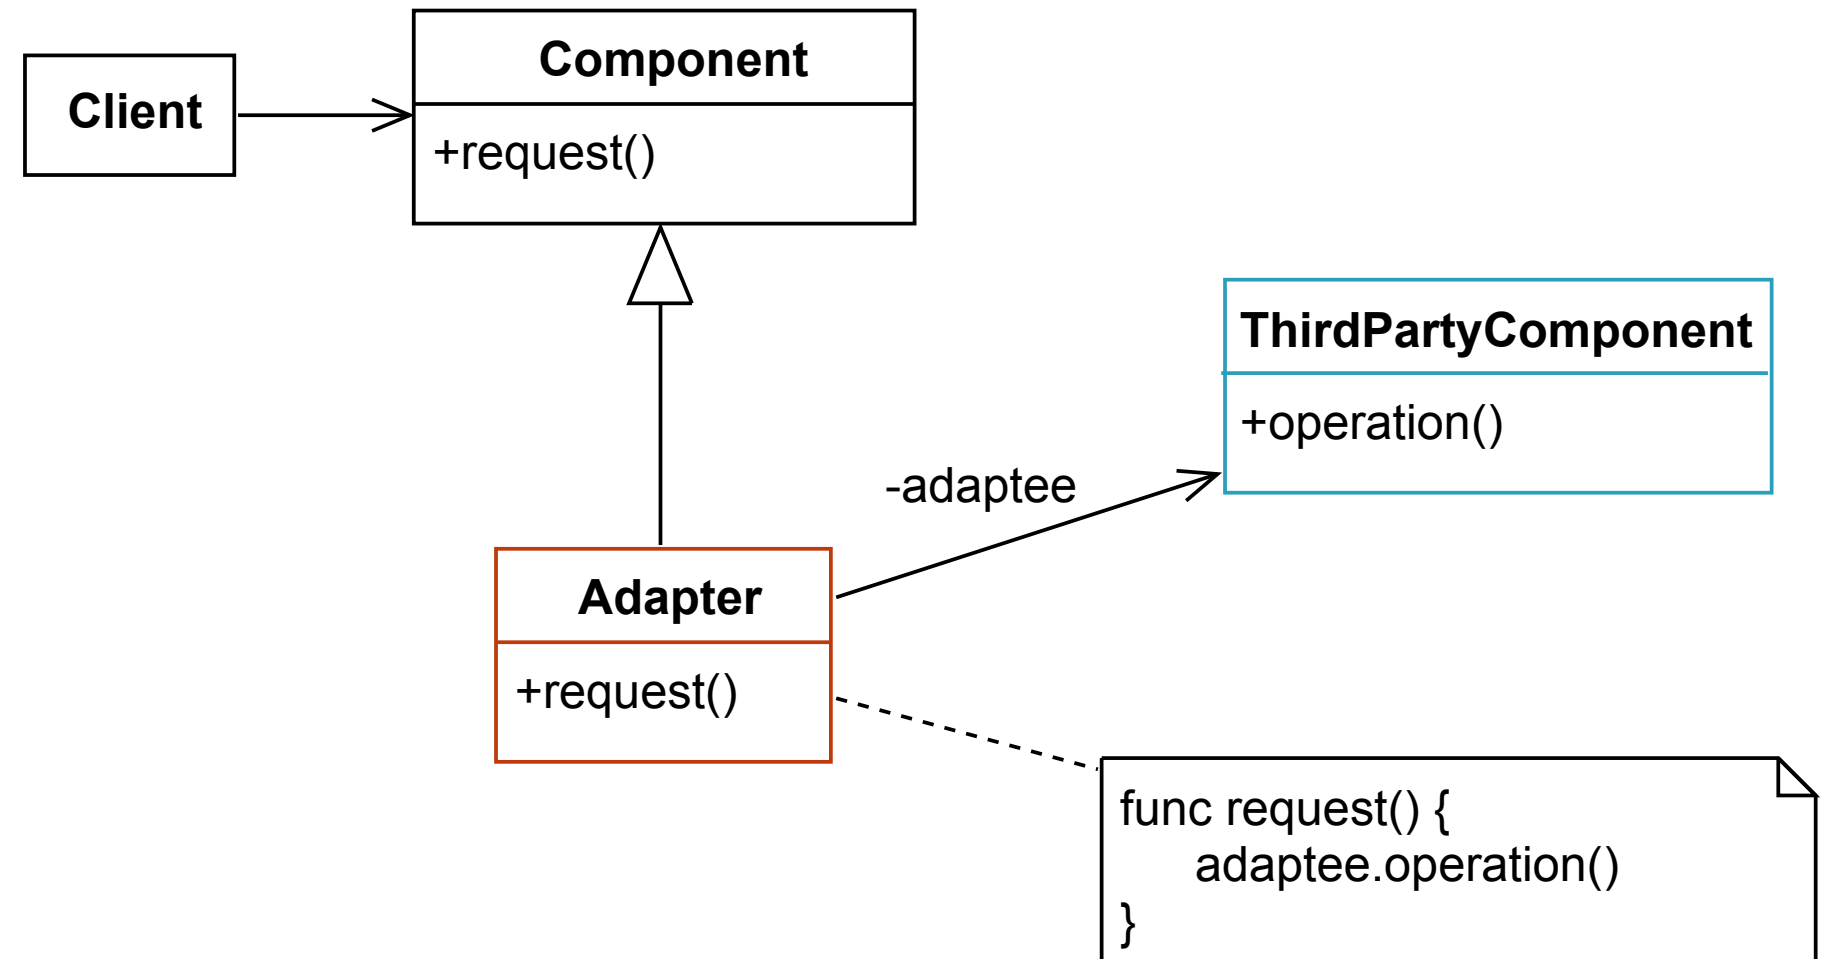 Client
Component
+request()
ThirdPartyComponent
+operation()
-adaptee
Adapter
+request()
func request() {
adaptee.operation()
}